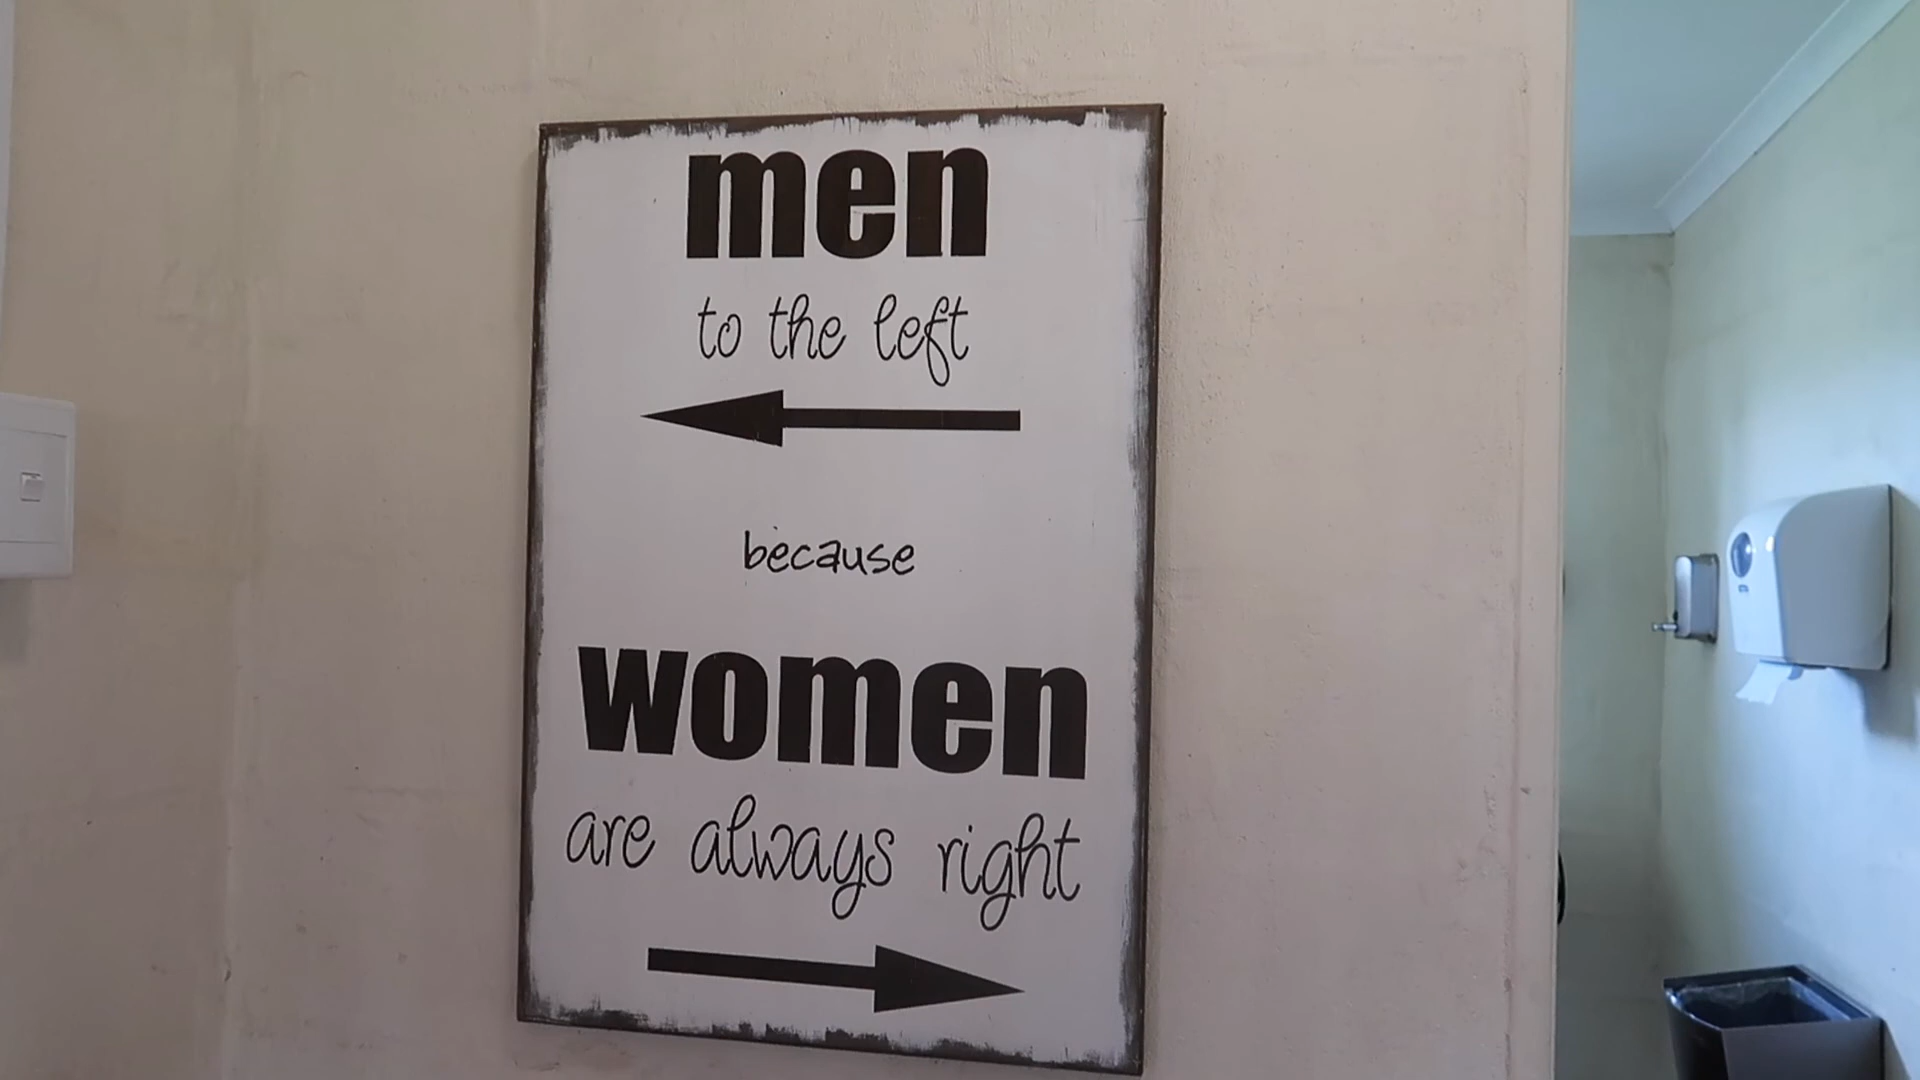 men
to the left
because
women
are always right